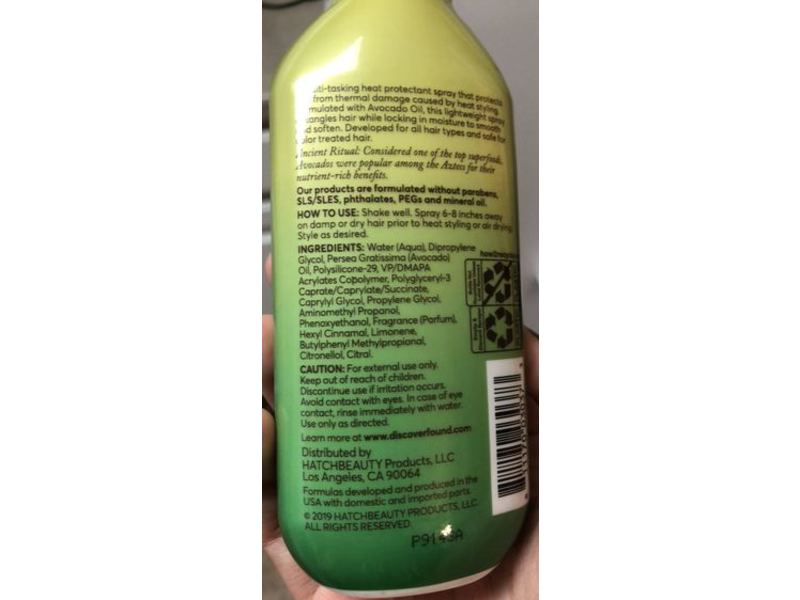 ti-tasking heat protectant spray that protects
from thermal damage caused by heat styling.
mulated with Avocado Oil, this lightweight spray
angles hair while locking in moisture to smooth
d soften. Developed for all hair types and safe for
lor treated hair.
Ancient Ritual: Considered one of the top superfoods,
Avocados were popular among the Aztecs for their
nutrient-rich benefits.
Our products are formulated without parabens,
SLS/SLES, phthalates, PEGs and mineral oil.
HOW TO USE: Shake well. Spray 6-8 inches away
on damp or dry hair prior to heat styling or air drying.
Style as desired.
INGREDIENTS: Water (Aqua), Dipropylene
Glycol, Persea Gratissima (Avocado)
Oil, Polysilicone-29, VP/DMAPA
Acrylates Copolymer, Polyglyceryl-3
Caprate/Caprylate/Succinate,
Caprylyl Glycol, Propylene Glycol,
Aminomethyl Propanol,
Phenoxyethanol, Fragrance (Parfum),
Hexyl Cinnamal, Limonene,
Butylphenyl Methylpropional,
Citronellol, Citral.
CAUTION: For external use only.
Keep out of reach of children.
Discontinue use if irritation occurs.
Avoid contact with eyes. In case of eye
contact, rinse immediately with water.
Use only as directed.
Learn more at www.discoverfound.com
Distributed by
HATCHBEAUTY Products, LLC
Los Angeles, CA 90064
Formulas developed and produced in the
USA with domestic and imported parts.
© 2019 HATCHBEAUTY PRODUCTS, LLC.
ALL RIGHTS RESERVED.